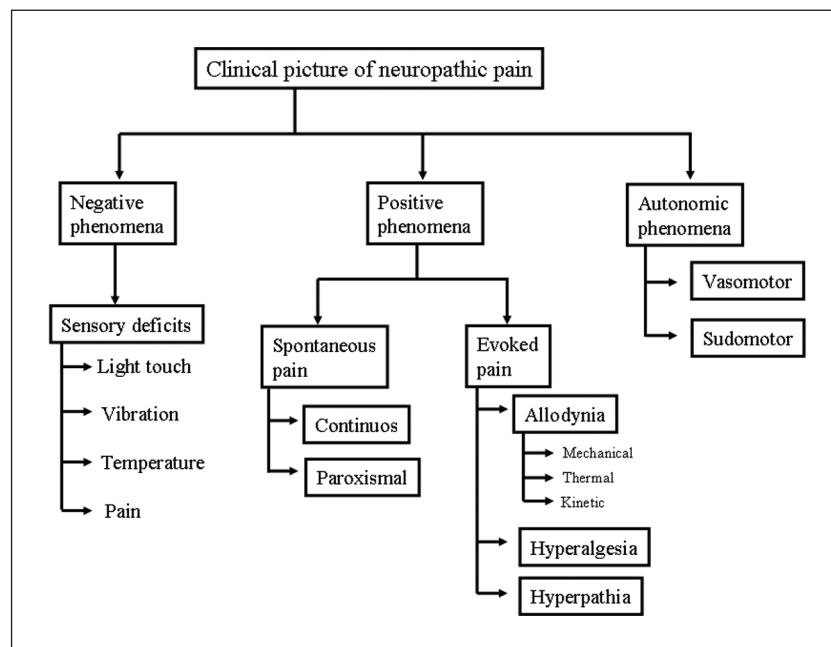 Clinical picture of neuropathic pain
Negative
phenomena
Sensory deficits
Light touch
Vibration
Temperature
Pain
Positive
phenomena
Spontaneous
pain
Continuos
Paroxismal
Evoked
pain
Allodynia
Mechanical
Thermal
Kinetic
Hyperalgesia
Hyperpathia
Autonomic
phenomena
Vasomotor
Sudomotor